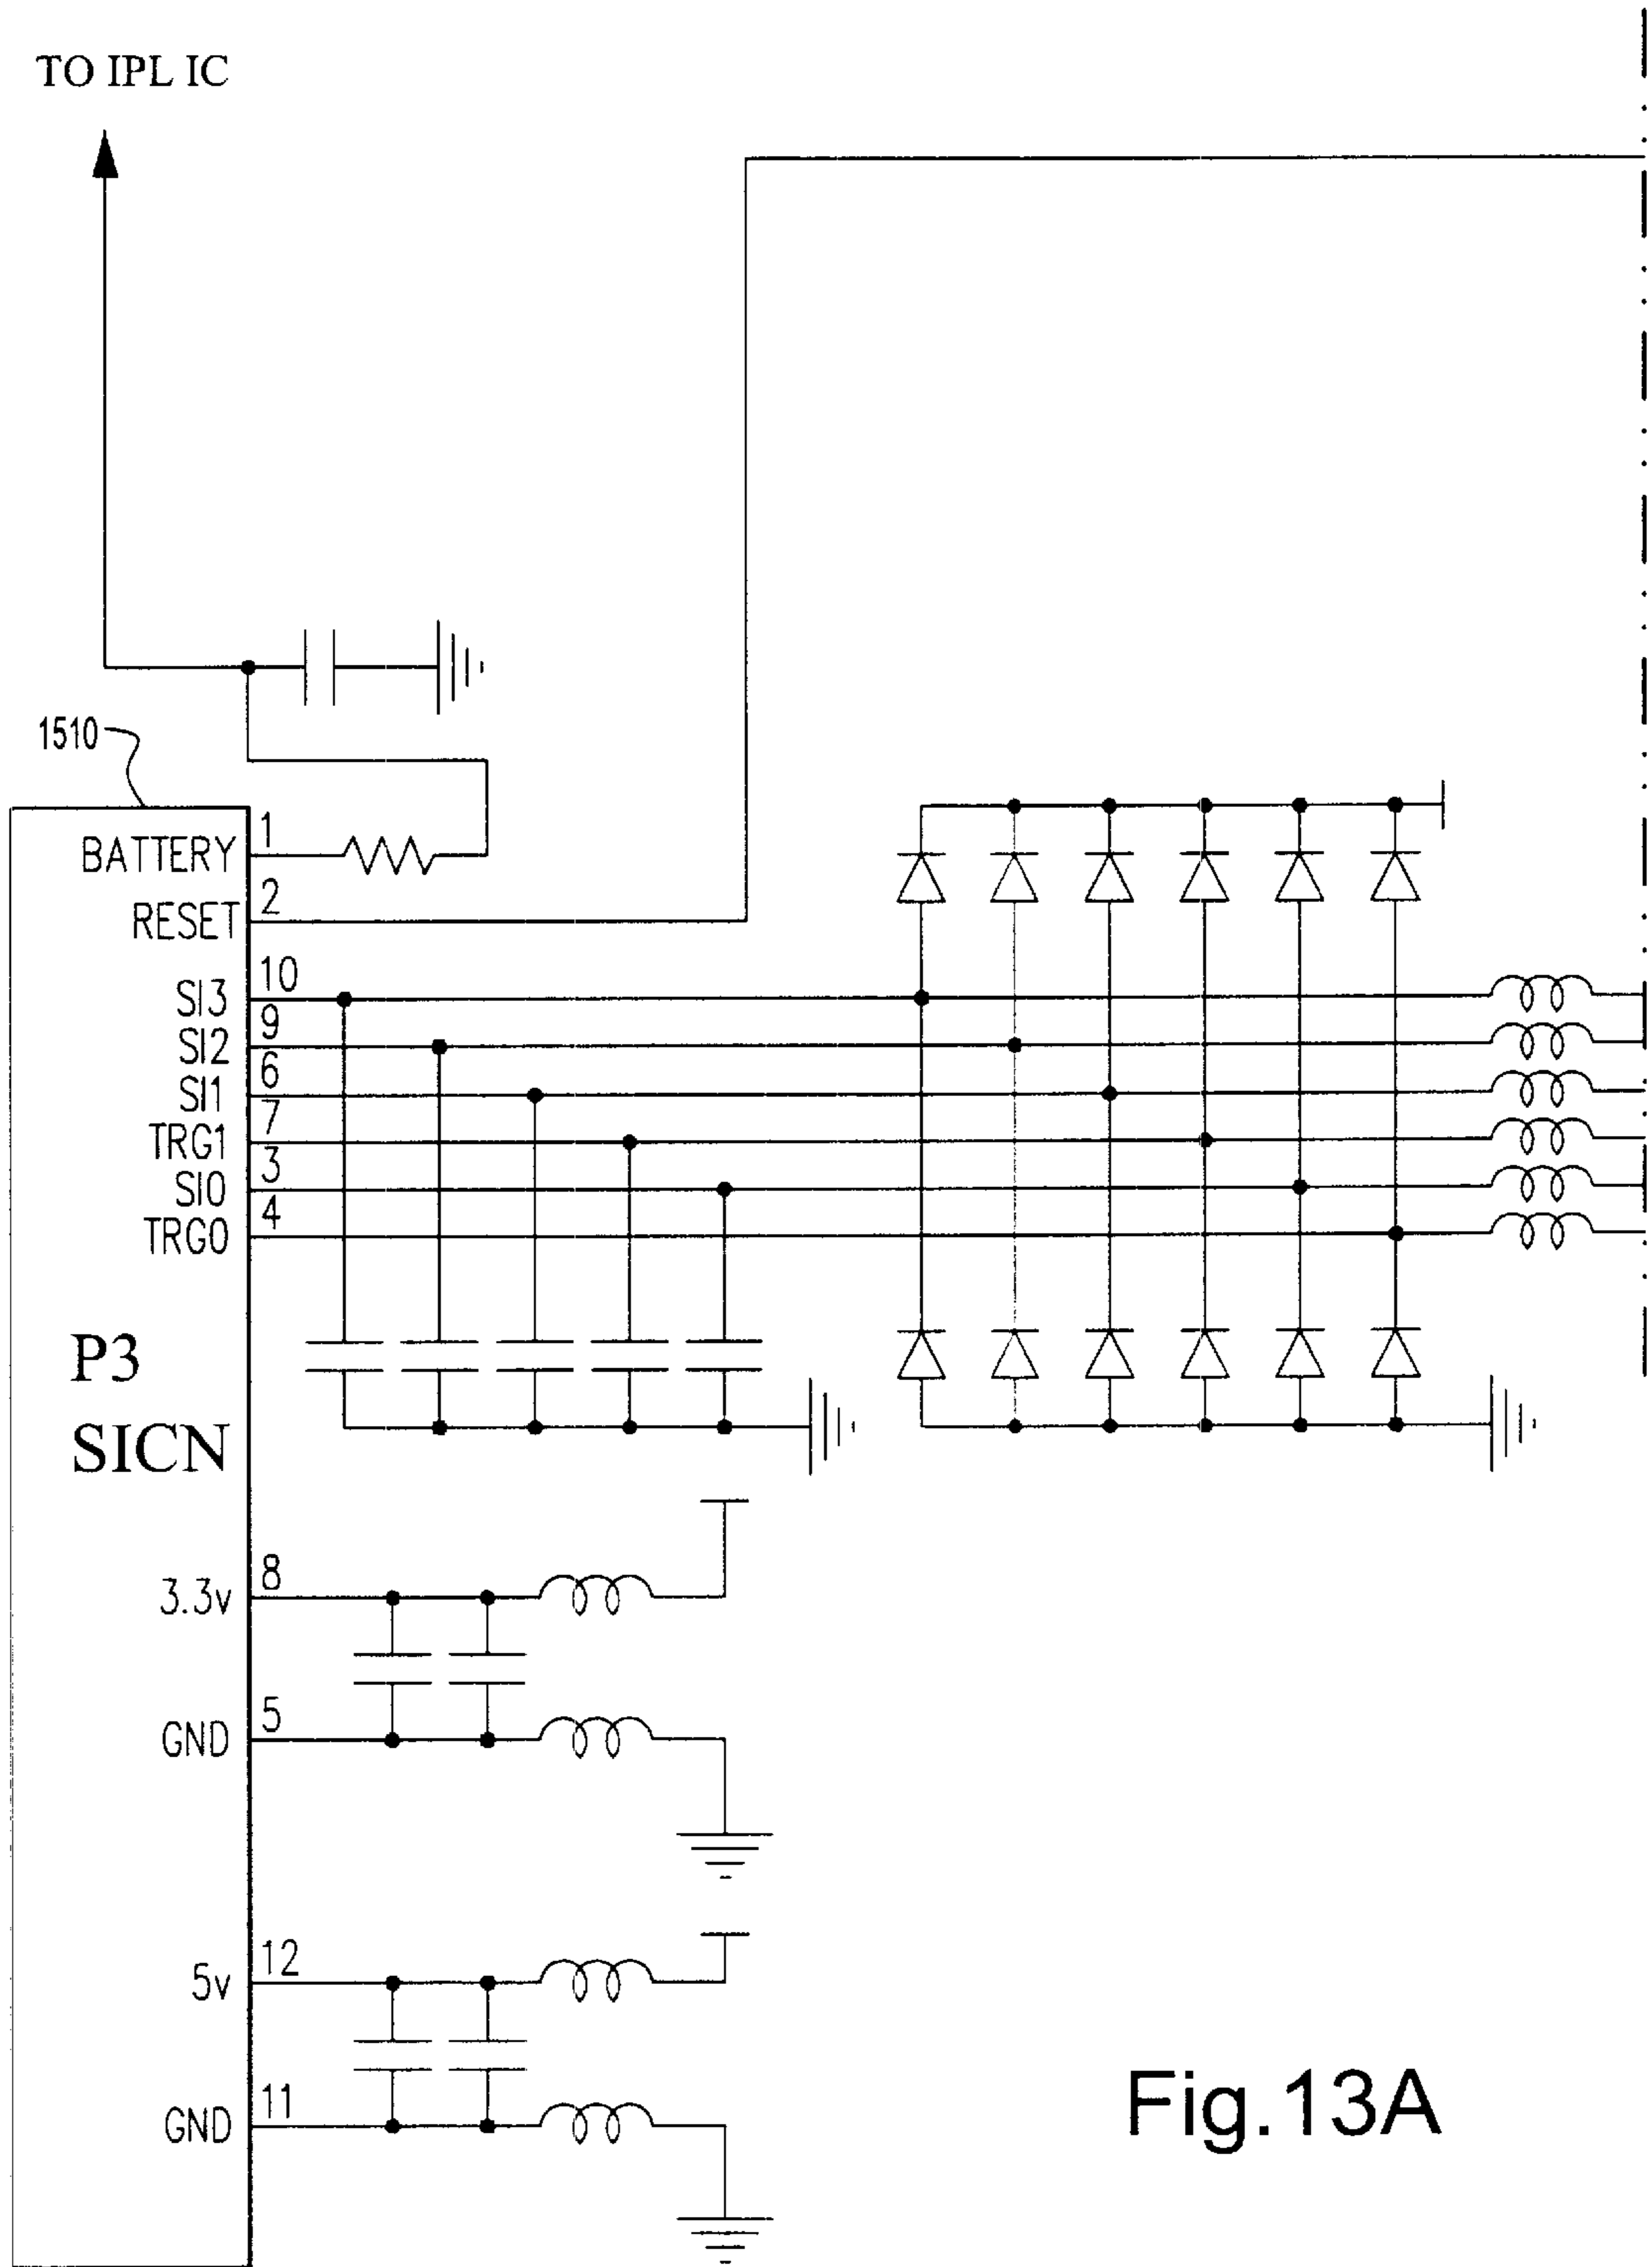 TO IPL IC
1510
BATTERY 1
RESET 2
SI3 10
SI2 9
SI1 6
TRG1 7
SI0 3
TRG0 4
P3
SICN
3.3v 8
GND 5
5v 12
GND 11
Fig.13A